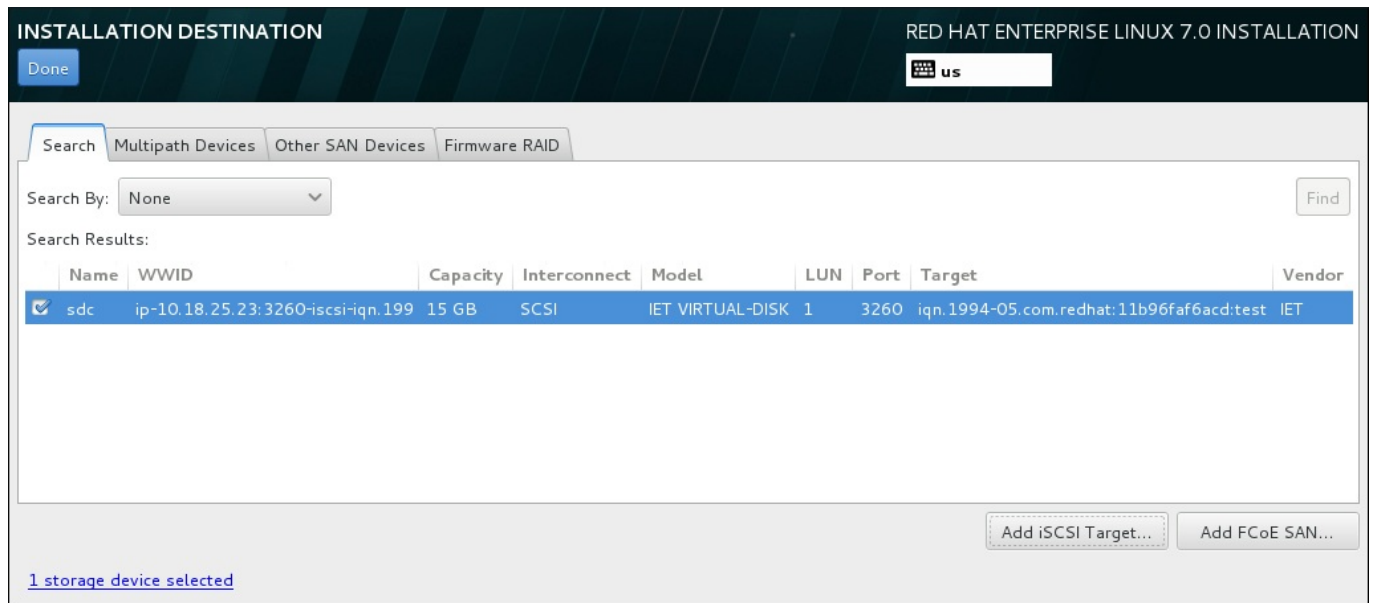 INSTALLATION DESTINATION
RED HAT ENTERPRISE LINUX 7.0 INSTALLATION
Done
us
Search Multipath Devices Other SAN Devices Firmware RAID
Search By: None Find
Search Results:
Name WWID Capacity Interconnect Model LUN Port Target Vendor
sdc ip-10.18.25.23:3260-iscsi-iqn.199 15 GB SCSI IET VIRTUAL-DISK 1 3260 iqn.1994-05.com.redhat:11b96faf6acd:test IET
Add iSCSI Target... Add FCoE SAN...
1 storage device selected